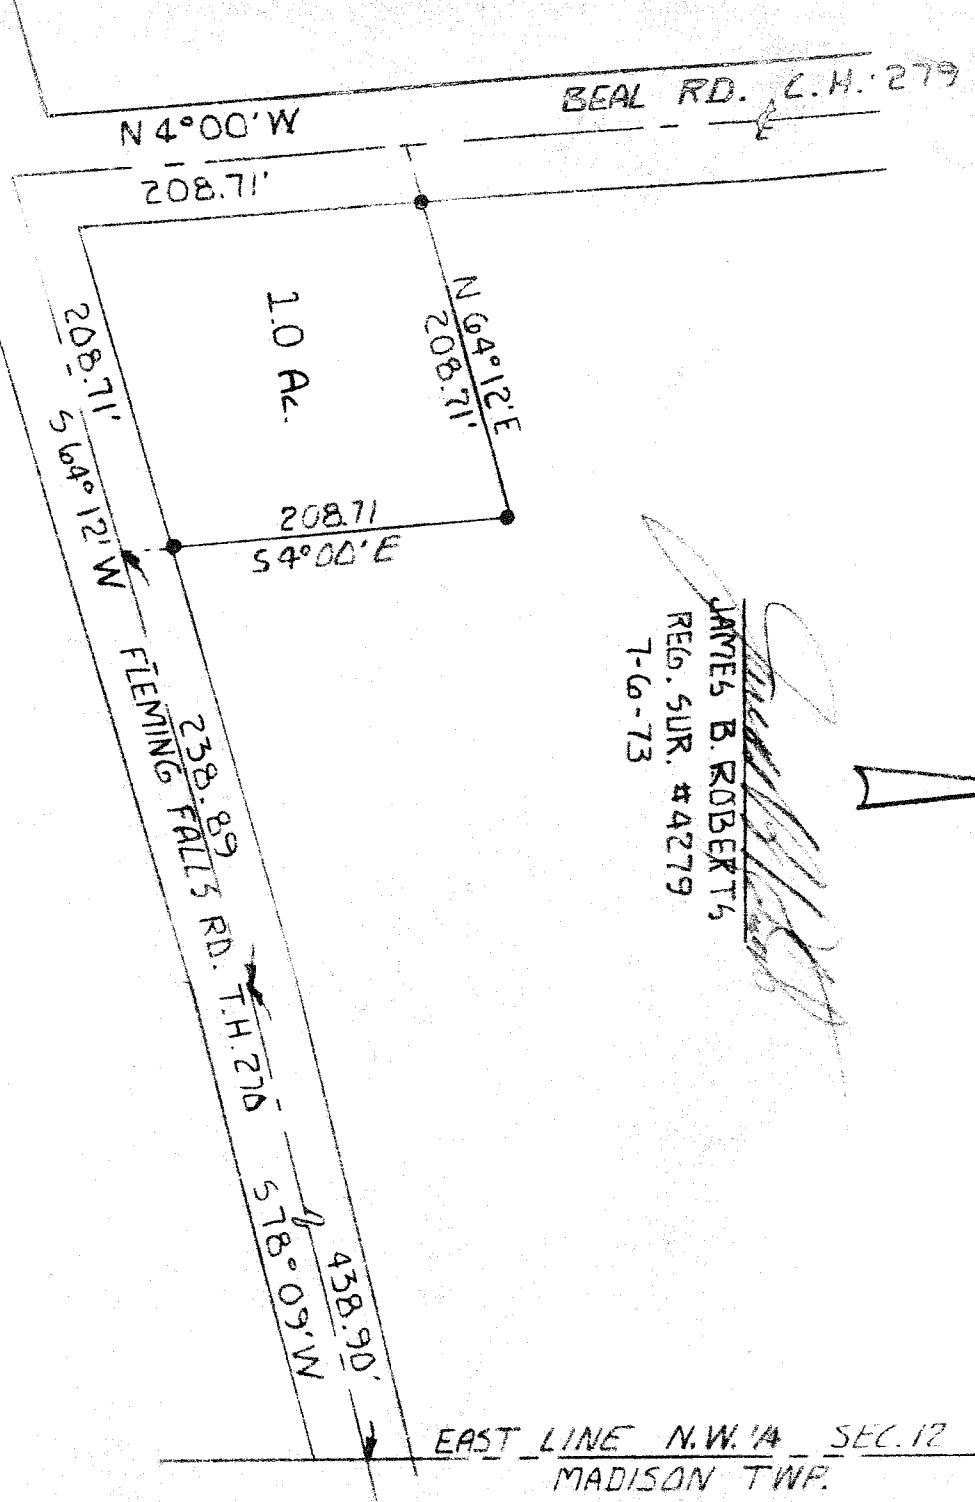 BEAL RD. C.H. 279
N 4°00' W
208.71'
208.71'
S 64° 12' W
1.0 Ac.
N 64° 12' E
208.71'
208.71
S 4° 00' E
FLEMING FALLS RD. T.H. 270
238.89
S 78° 09' W
438.90'
JAMES B. ROBERTS
REG. SUR. #4279
7-6-73
EAST LINE N.W. 1/4 SEC. 12
MADISON TWP.